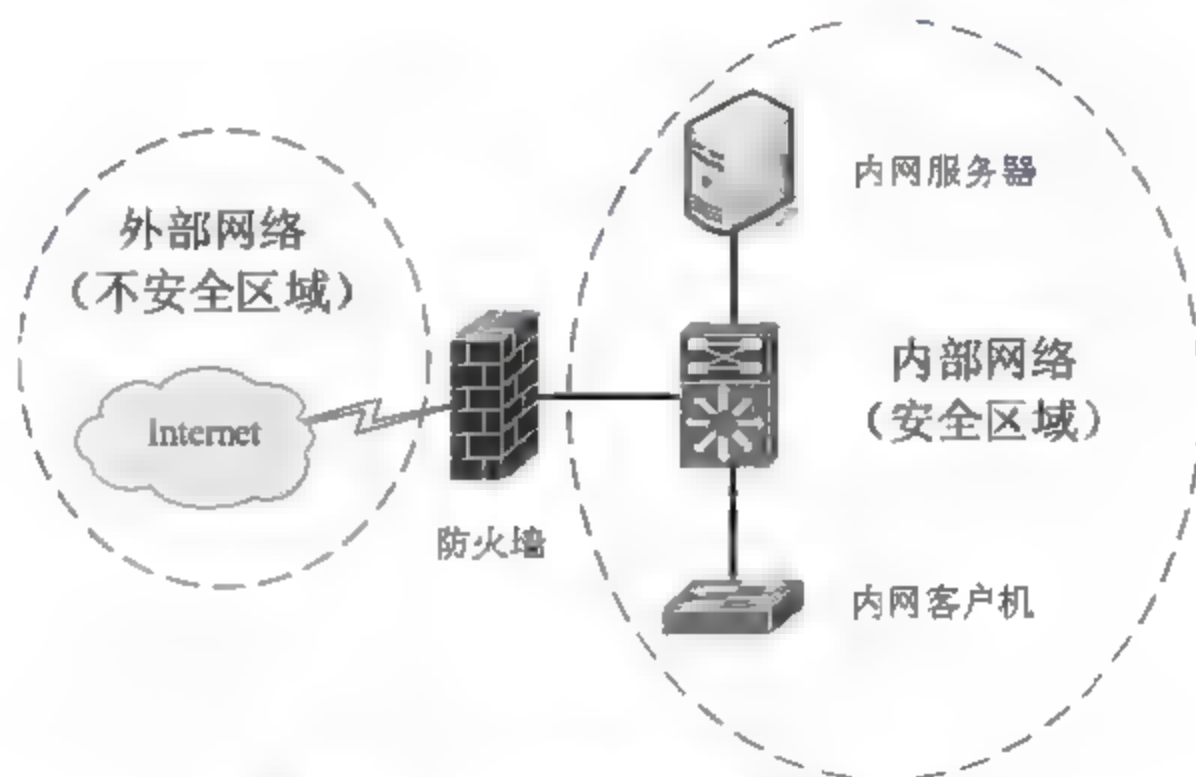 内网服务器
外部网络
（不安全区域）
Internet
内部网络
（安全区域）
防火墙
内网客户机